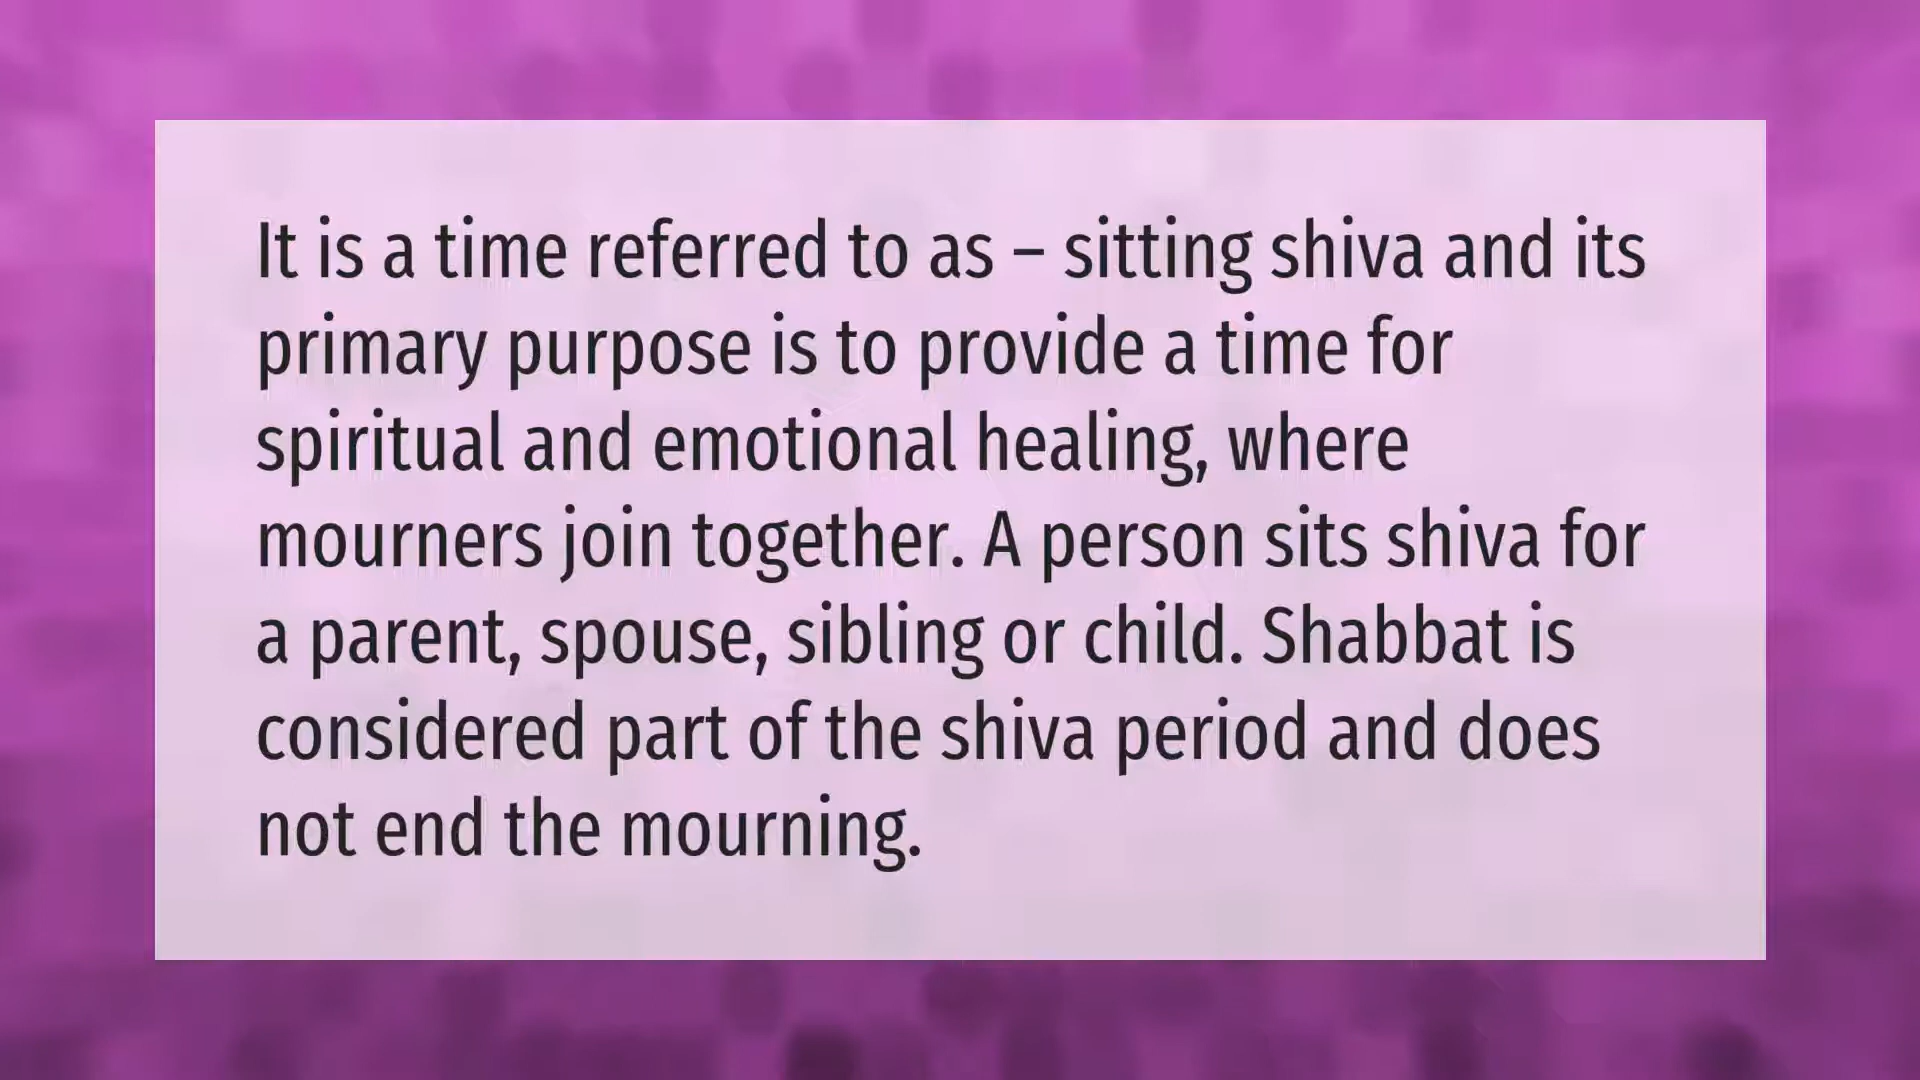 It is a time referred to as – sitting shiva and its
primary purpose is to provide a time for
spiritual and emotional healing, where
mourners join together. A person sits shiva for
a parent, spouse, sibling or child. Shabbat is
considered part of the shiva period and does
not end the mourning.